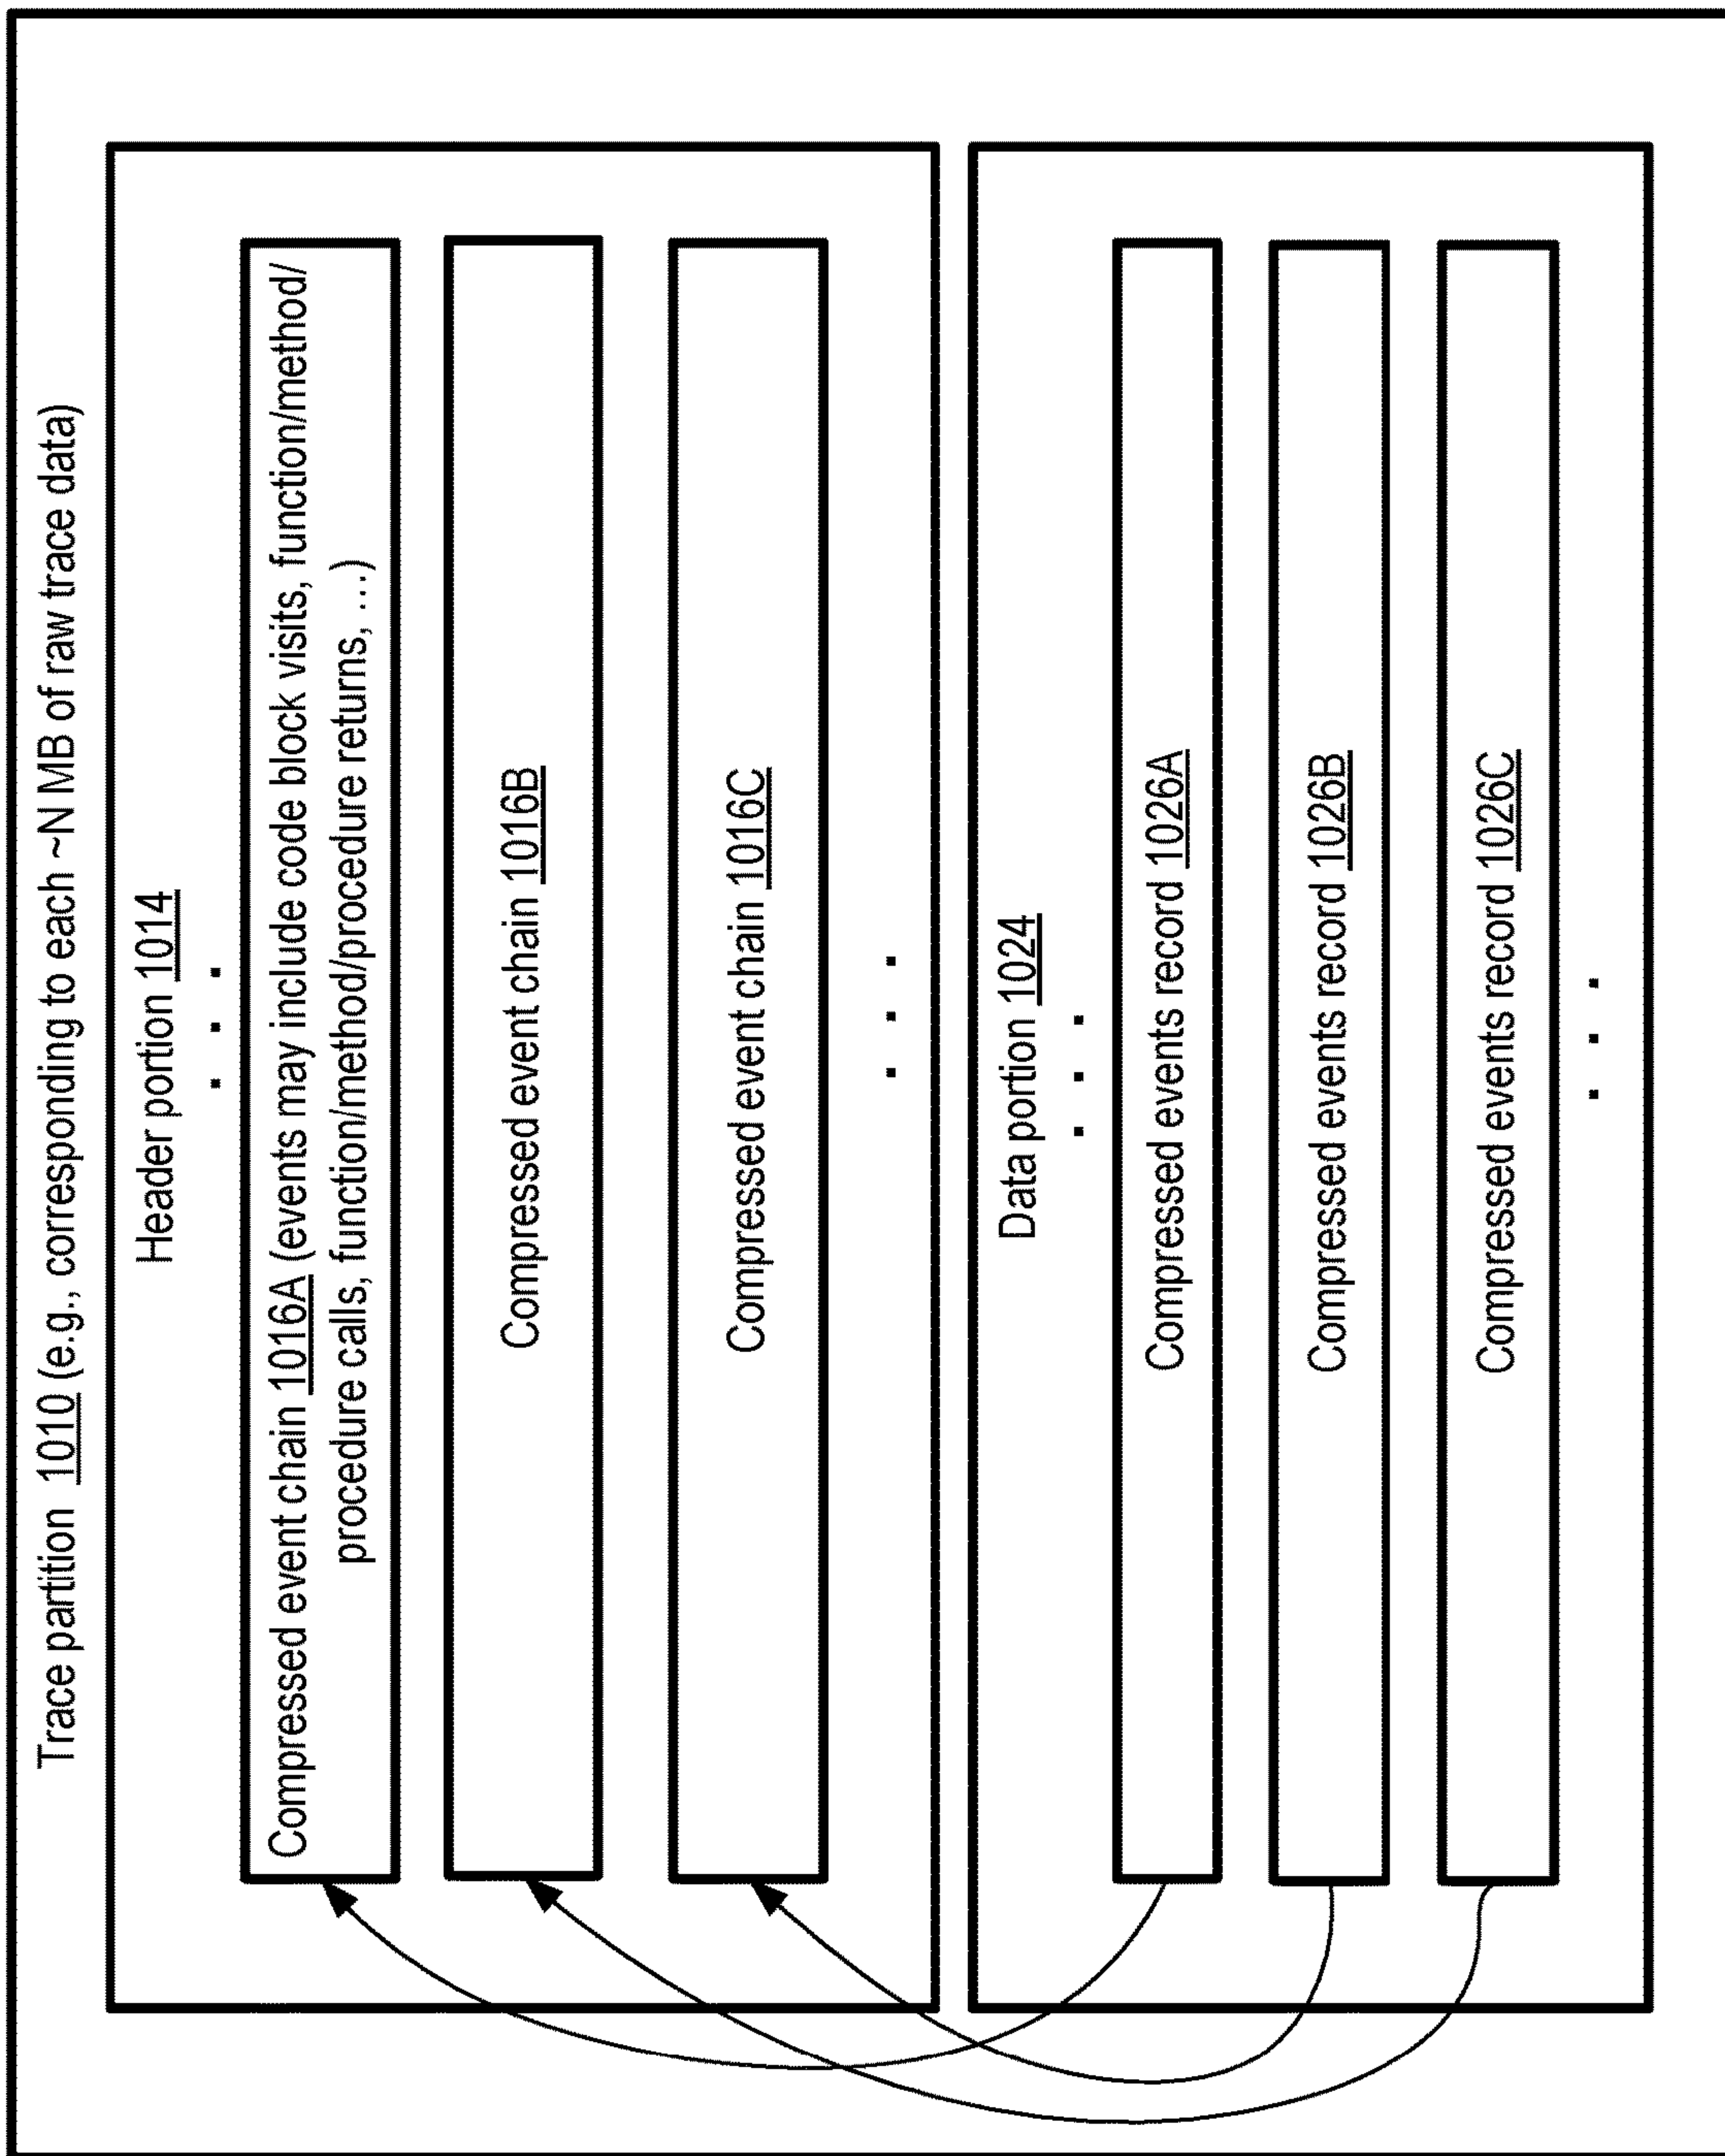 Trace partition 1010 (e.g., corresponding to each ~N MB of raw trace data)
Header portion 1014
. . .
Compressed event chain 1016A (events may include code block visits, function/method/
procedure calls, function/method/procedure returns, …)
Compressed event chain 1016B
Compressed event chain 1016C
. . .
Data portion 1024
. . .
Compressed events record 1026A
Compressed events record 1026B
Compressed events record 1026C
. . .